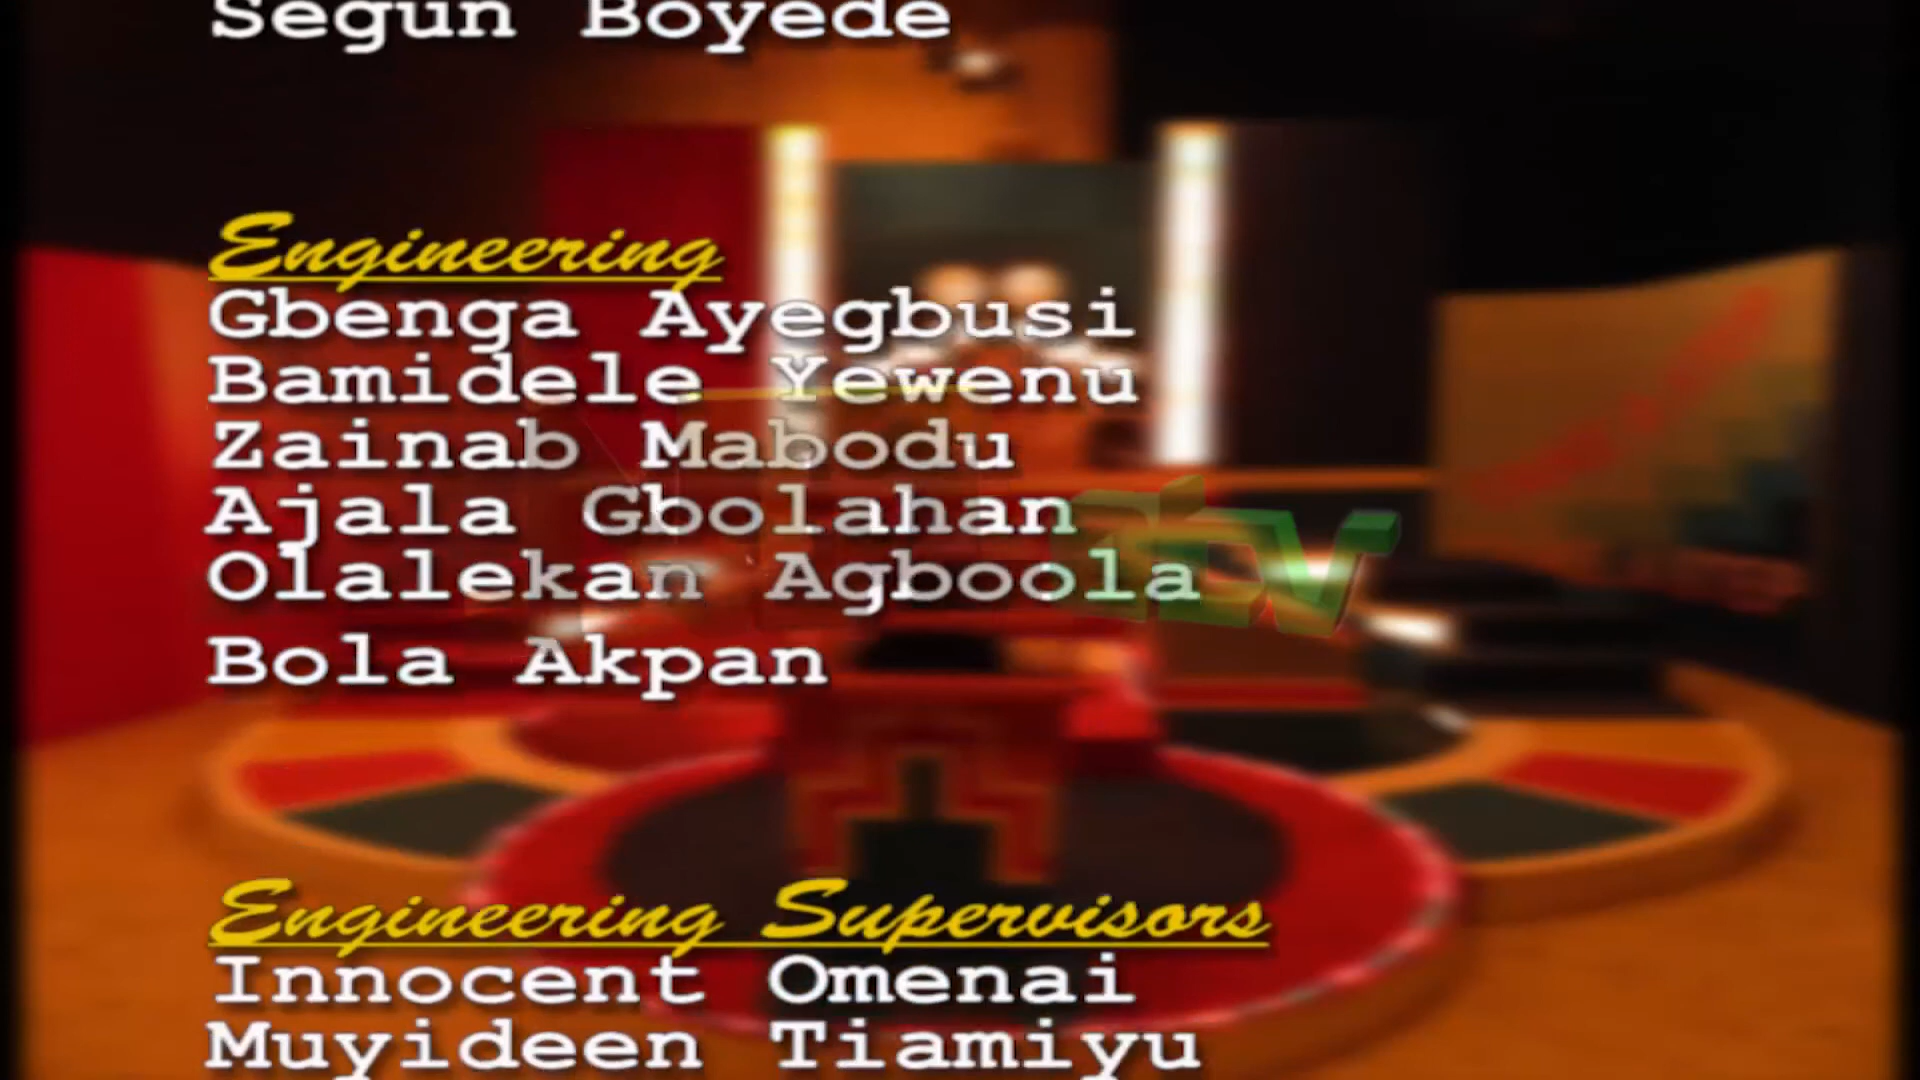 Segun Boyede
Engineering
Gbenga Ayegbusi
Bamidele Yewenu
Zainab Mabodu
Ajala Gbolahan
Olalekan Agboola
Bola Akpan
Engineering Supervisors
Innocent Omenai
Muyideen Tiamiyu